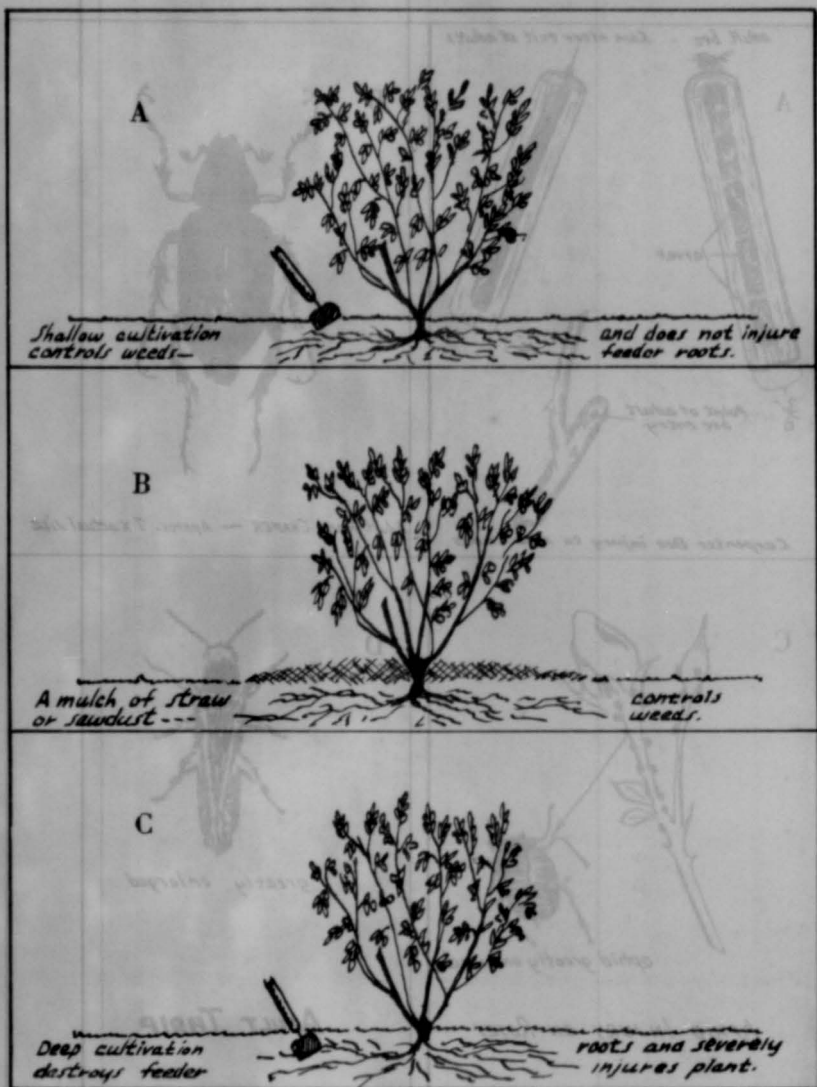 A
Shallow cultivation
controls weeds—
and does not injure
feeder roots.
B
A mulch of straw
or sawdust ---
controls
weeds.
C
Deep cultivation
destroys feeder
roots and severely
injures plant.